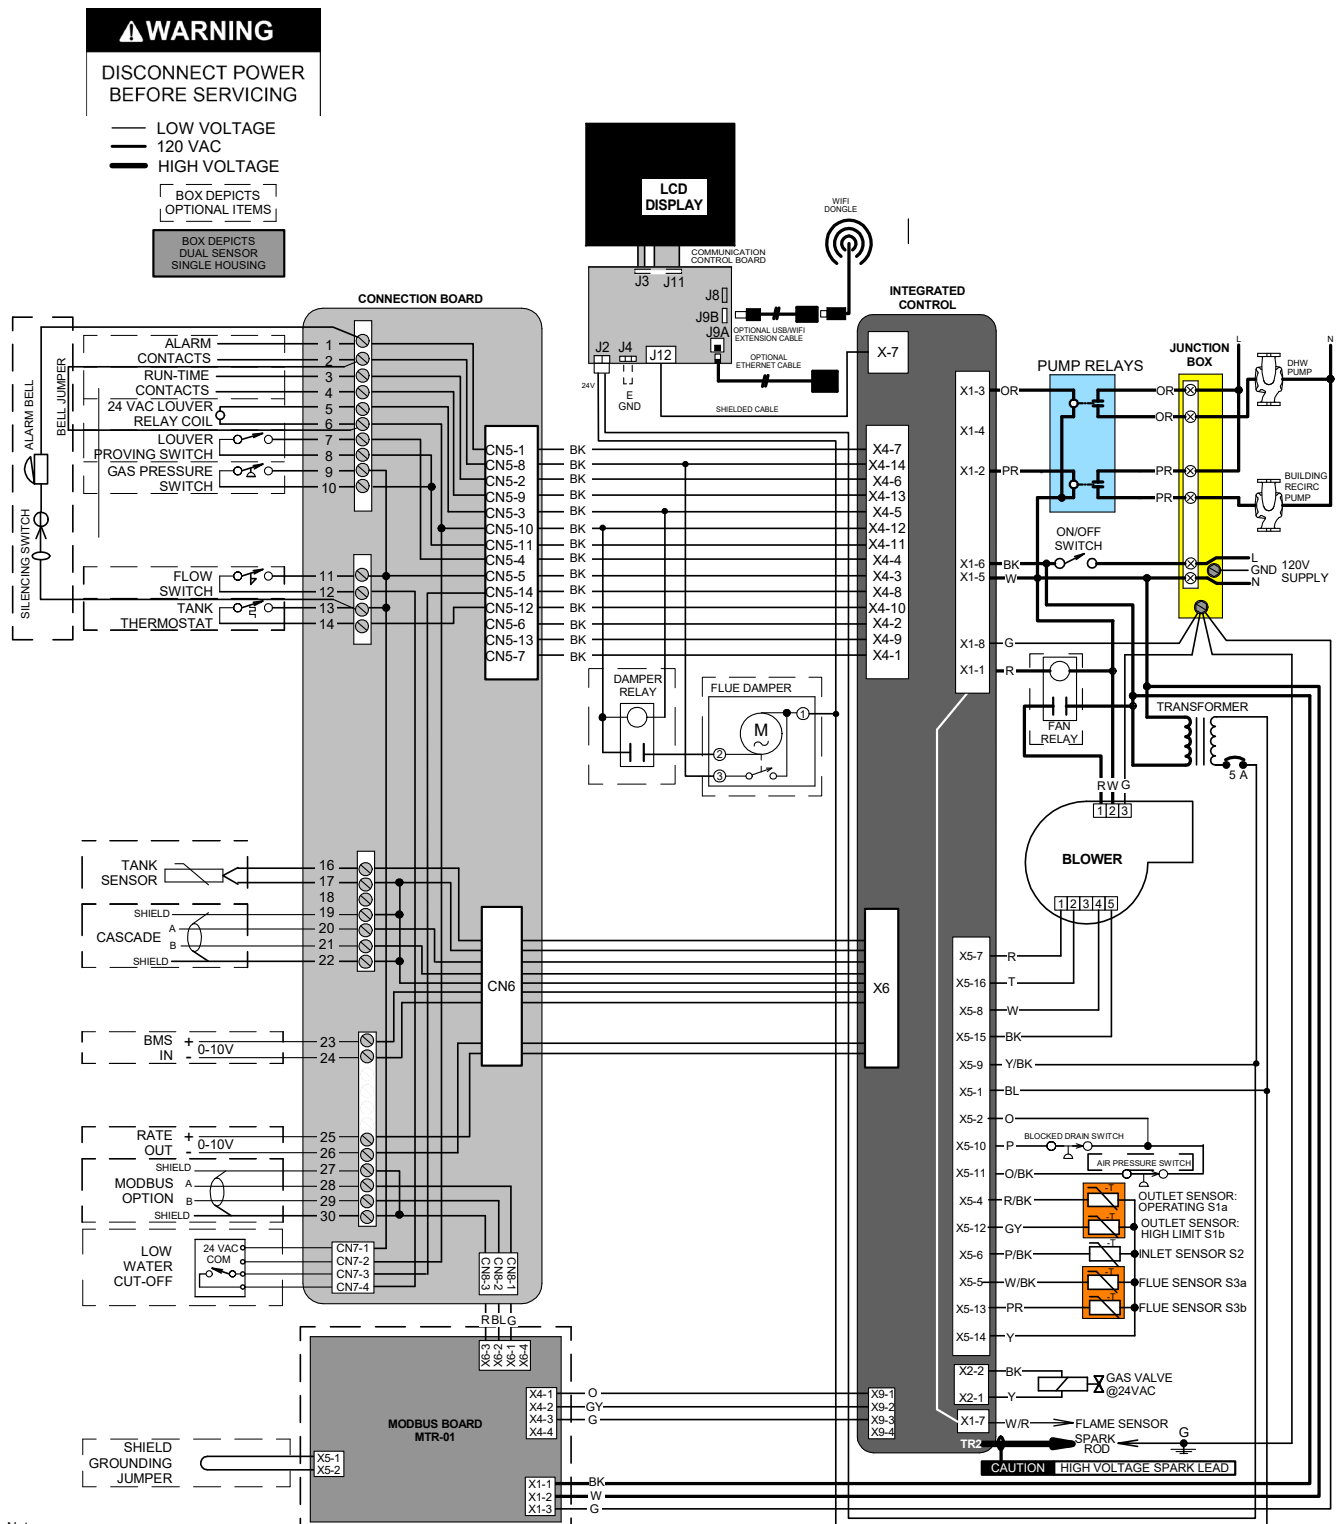 WARNING
DISCONNECT POWER
BEFORE SERVICING
LOW VOLTAGE
120 VAC
HIGH VOLTAGE
BOX DEPICTS
OPTIONAL ITEMS
BOX DEPICTS
DUAL SENSOR
SINGLE HOUSING
LCD
DISPLAY
WIFI
DONGLE
COMMUNICATION
CONTROL BOARD
J3 J11
J8
J9B
J9A
J2 J4 J12
24V
E
GND
OPTIONAL USB/WIFI
EXTENSION CABLE
OPTIONAL
ETHERNET CABLE
SHIELDED CABLE
CONNECTION BOARD
ALARM BELL
BELL JUMPER
SILENCING SWITCH
ALARM 1
CONTACTS 2
RUN-TIME 3
CONTACTS 4
24 VAC LOUVER 5
RELAY COIL 6
LOUVER 7
PROVING SWITCH 8
GAS PRESSURE 9
SWITCH 10
FLOW 11
SWITCH 12
TANK 13
THERMOSTAT 14
CN5-1 BK X4-7
CN5-8 BK X4-14
CN5-2 BK X4-6
CN5-9 BK X4-13
CN5-3 BK X4-5
CN5-10 BK X4-12
CN5-11 BK X4-11
CN5-4 BK X4-4
CN5-5 BK X4-3
CN5-14 BK X4-8
CN5-12 BK X4-10
CN5-6 BK X4-2
CN5-13 BK X4-9
CN5-7 BK X4-1
DAMPER
RELAY
FLUE DAMPER
M
1
2
3
INTEGRATED
CONTROL
X-7
X1-3 OR
X1-4
X1-2 PR
X1-6 BK
X1-5 W
X1-8 G
X1-1 R
PUMP RELAYS
JUNCTION
BOX
OR
OR
PR
PR
L
N
DHW
PUMP
BUILDING
RECIRC
PUMP
ON/OFF
SWITCH
L
GND
N
120V
SUPPLY
FAN
RELAY
TRANSFORMER
5 A
R W G
1 2 3
BLOWER
1 2 3 4 5
TANK
SENSOR
16
17
18
SHIELD 19
CASCADE
A 20
B 21
SHIELD 22
CN6
X6
BMS + 23
IN - 24
0-10V
RATE + 25
OUT - 26
0-10V
SHIELD 27
MODBUS A 28
OPTION B 29
SHIELD 30
LOW
WATER
CUT-OFF
24 VAC
COM
CN7-1
CN7-2
CN7-3
CN7-4
CN8-3
CN8-2
CN8-1
R BL G
X6-3
X6-2
X6-1
X6-4
X5-7 R
X5-16 T
X5-8 W
X5-15 BK
X5-9 Y/BK
X5-1 BL
X5-2 O
X5-10 P BLOCKED DRAIN SWITCH
AIR PRESSURE SWITCH
X5-11 O/BK
X5-4 R/BK -T OUTLET SENSOR:
OPERATING S1a
X5-12 GY -T OUTLET SENSOR:
HIGH LIMIT S1b
X5-6 P/BK -T INLET SENSOR S2
X5-5 W/BK -T FLUE SENSOR S3a
X5-13 PR -T FLUE SENSOR S3b
X5-14 Y
X2-2 BK
X2-1 Y
GAS VALVE
@24VAC
X1-7 W/R FLAME SENSOR
TR2 SPARK
ROD
G
CAUTION HIGH VOLTAGE SPARK LEAD
MODBUS BOARD
MTR-01
X4-1 O X9-1
X4-2 GY X9-2
X4-3 G X9-3
X4-4 X9-4
SHIELD
GROUNDING
JUMPER
X5-1
X5-2
X1-1 BK
X1-2 W
X1-3 G